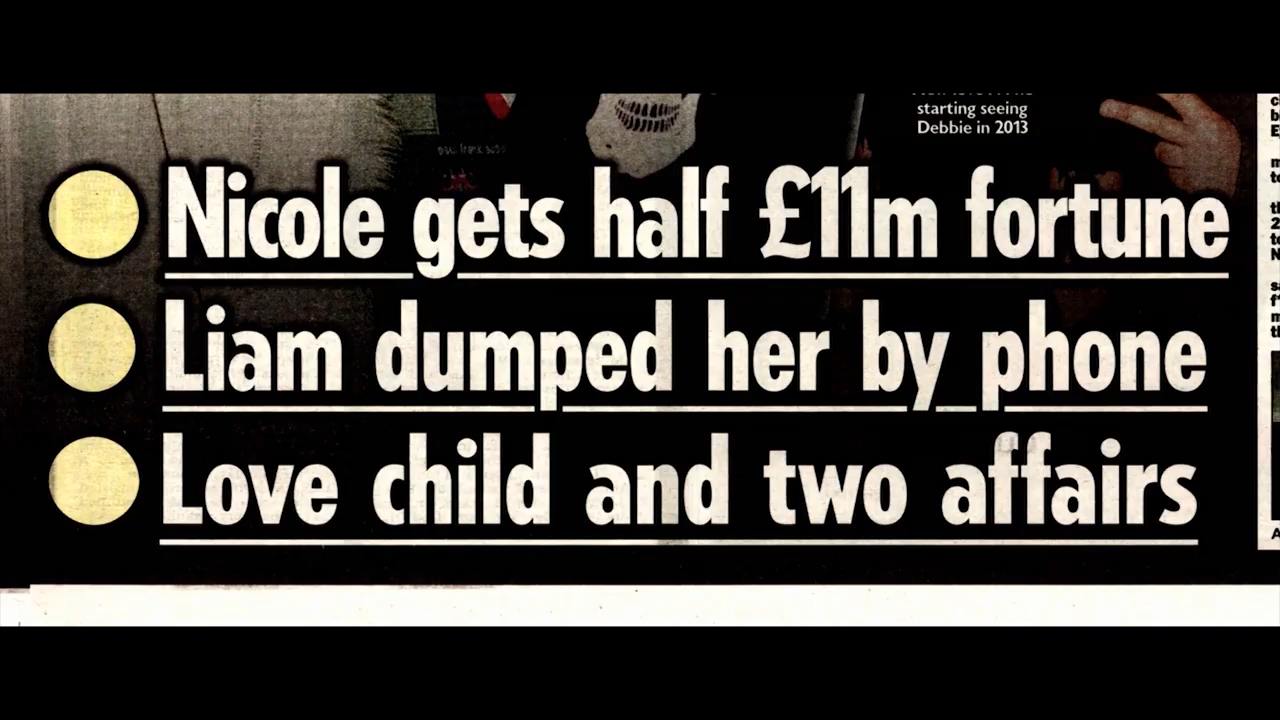 starting seeing
Debbie in 2013
Nicole gets half £11m fortune
Liam dumped her by phone
Love child and two affairs